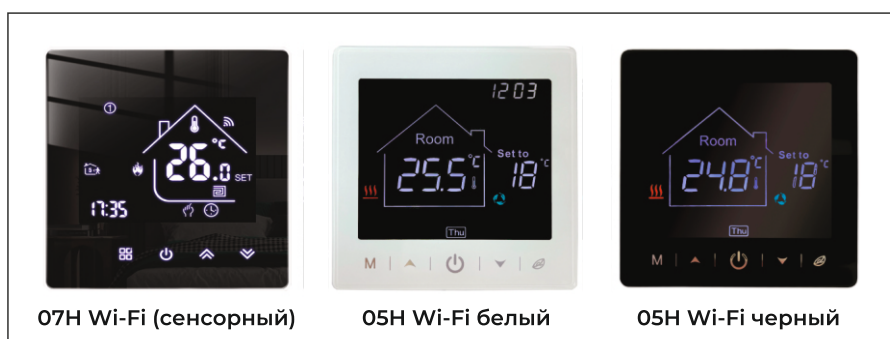 1
26.0 °C SET
17:35
07H Wi-Fi (сенсорный)
12 03
Room
25.5 °C
Set to
18 °C
Thu
M
05H Wi-Fi белый
Room
24.8 °C
Set to
18 °C
Thu
M
05H Wi-Fi черный